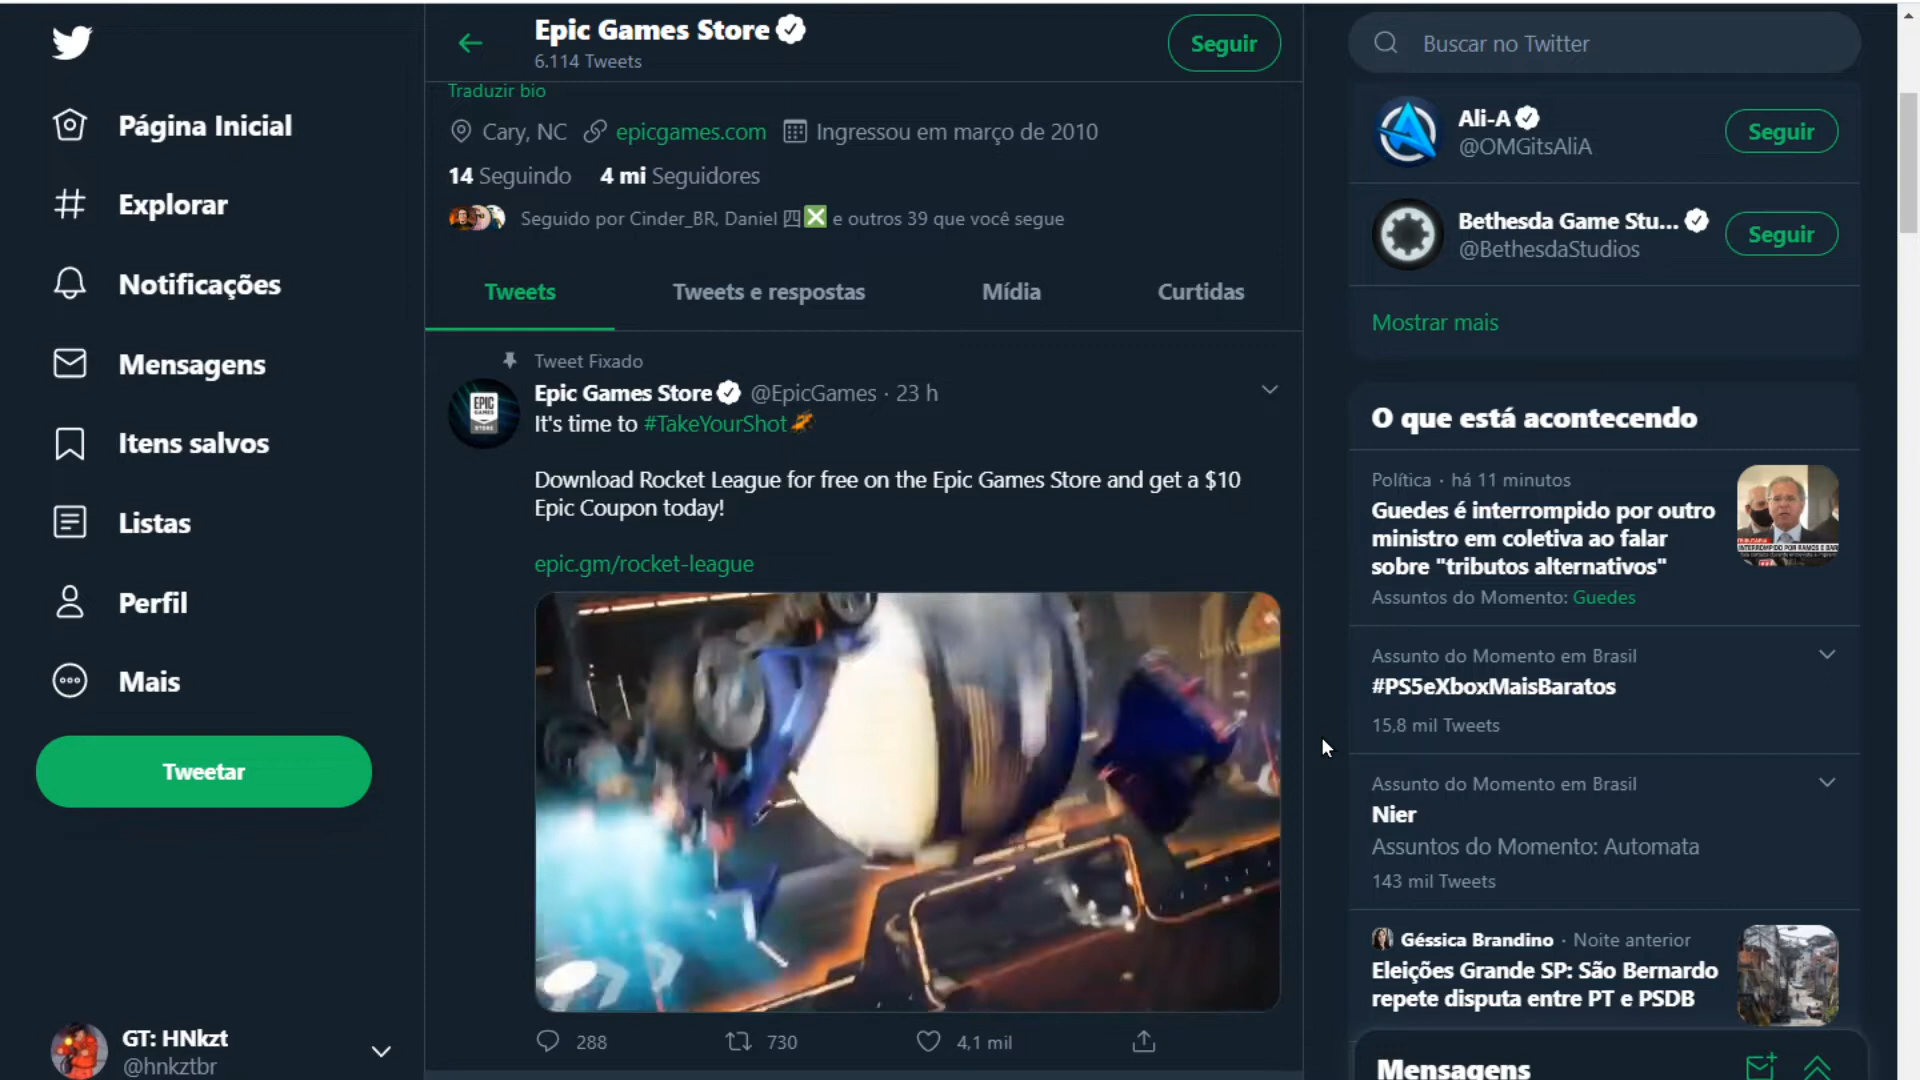 Página Inicial
Explorar
Notificações
Mensagens
Itens salvos
Listas
Perfil
Mais
Tweetar
GT: HNkzt
@hnkztbr
Epic Games Store
6.114 Tweets
Seguir
Traduzir bio
Cary, NC epicgames.com Ingressou em março de 2010
14 Seguindo 4 mi Seguidores
Seguido por Cinder_BR, Daniel 四❎ e outros 39 que você segue
Tweets Tweets e respostas Mídia Curtidas
Tweet Fixado
Epic Games Store @EpicGames · 23 h
It's time to #TakeYourShot
Download Rocket League for free on the Epic Games Store and get a $10
Epic Coupon today!
epic.gm/rocket-league
EPIC
GAMES
STORE
288 730 4,1 mil
Buscar no Twitter
Ali-A
@OMGitsAliA
Seguir
Bethesda Game Stu...
@BethesdaStudios
Seguir
Mostrar mais
O que está acontecendo
Política · há 11 minutos
Guedes é interrompido por outro
ministro em coletiva ao falar
sobre "tributos alternativos"
Assuntos do Momento: Guedes
Assunto do Momento em Brasil
#PS5eXboxMaisBaratos
15,8 mil Tweets
Assunto do Momento em Brasil
Nier
Assuntos do Momento: Automata
143 mil Tweets
Géssica Brandino · Noite anterior
Eleições Grande SP: São Bernardo
repete disputa entre PT e PSDB
Mensagens